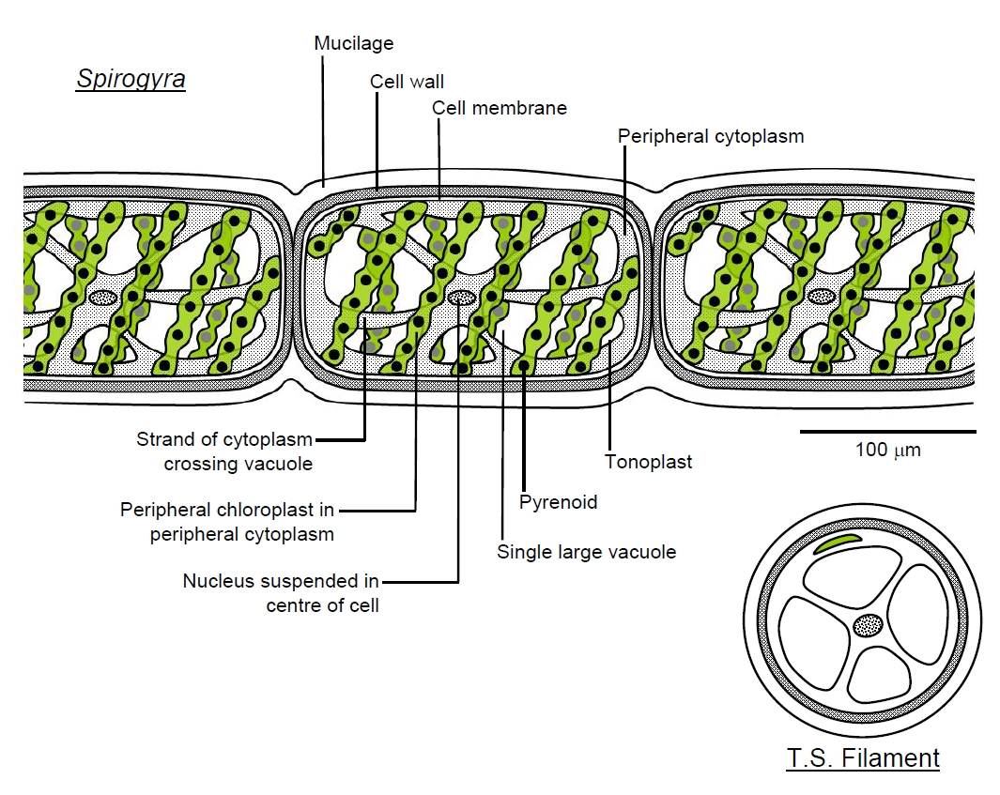 Mucilage
Spirogyra
Cell wall
Cell membrane
Peripheral cytoplasm
Strand of cytoplasm
crossing vacuole
100 μm
Tonoplast
Pyrenoid
Peripheral chloroplast in
peripheral cytoplasm
Single large vacuole
Nucleus suspended in
centre of cell
T.S. Filament